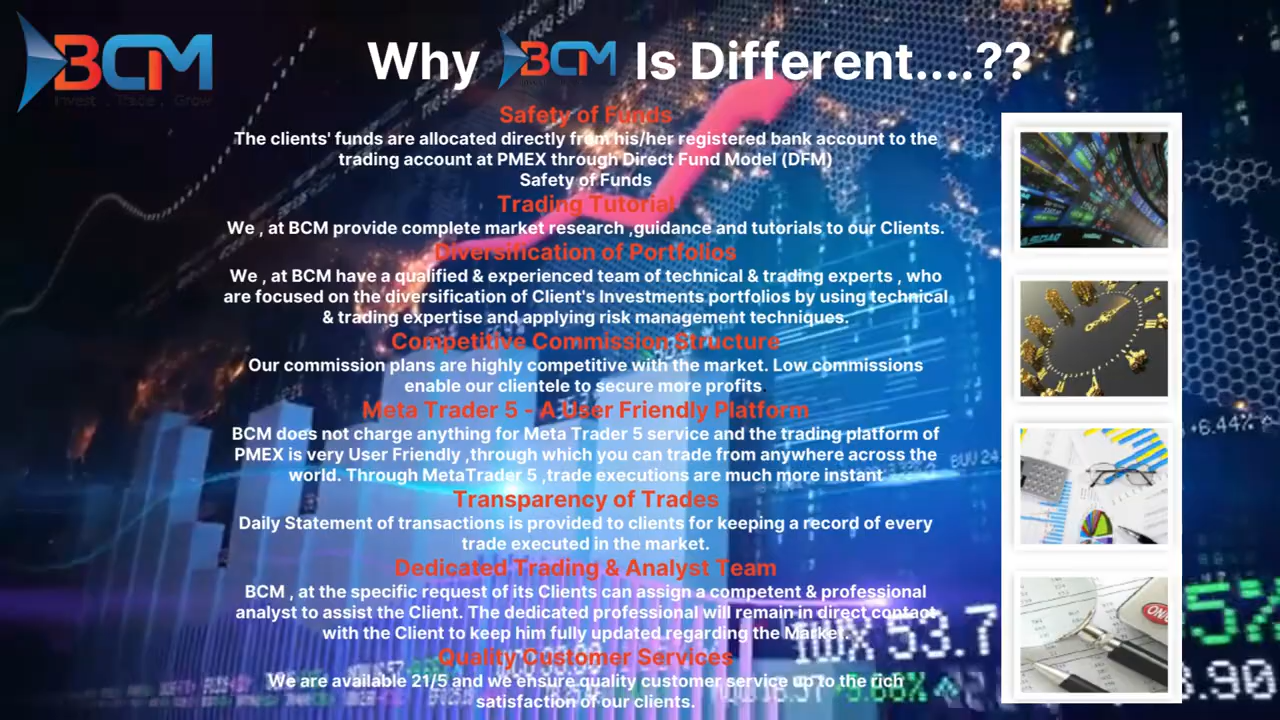 BCM
Invest . Trade . Grow
Why BCM Is Different....??
Safety of Funds
The clients' funds are allocated directly from his/her registered bank account to the
trading account at PMEX through Direct Fund Model (DFM)
Safety of Funds
Trading Tutorial
We , at BCM provide complete market research ,guidance and tutorials to our Clients.
Diversification of Portfolios
We , at BCM have a qualified & experienced team of technical & trading experts , who
are focused on the diversification of Client's Investments portfolios by using technical
& trading expertise and applying risk management techniques.
Competitive Commission Structure
Our commission plans are highly competitive with the market. Low commissions
enable our clientele to secure more profits
Meta Trader 5 - A User Friendly Platform
BCM does not charge anything for Meta Trader 5 service and the trading platform of
PMEX is very User Friendly ,through which you can trade from anywhere across the
world. Through MetaTrader 5 ,trade executions are much more instant
Transparency of Trades
Daily Statement of transactions is provided to clients for keeping a record of every
trade executed in the market.
Dedicated Trading & Analyst Team
BCM , at the specific request of its Clients can assign a competent & professional
analyst to assist the Client. The dedicated professional will remain in direct contact
with the Client to keep him fully updated regarding the Market.
Quality Customer Services
We are available 21/5 and we ensure quality customer service up to the rich
satisfaction of our clients.
+6.44%
53.7
5%
.90